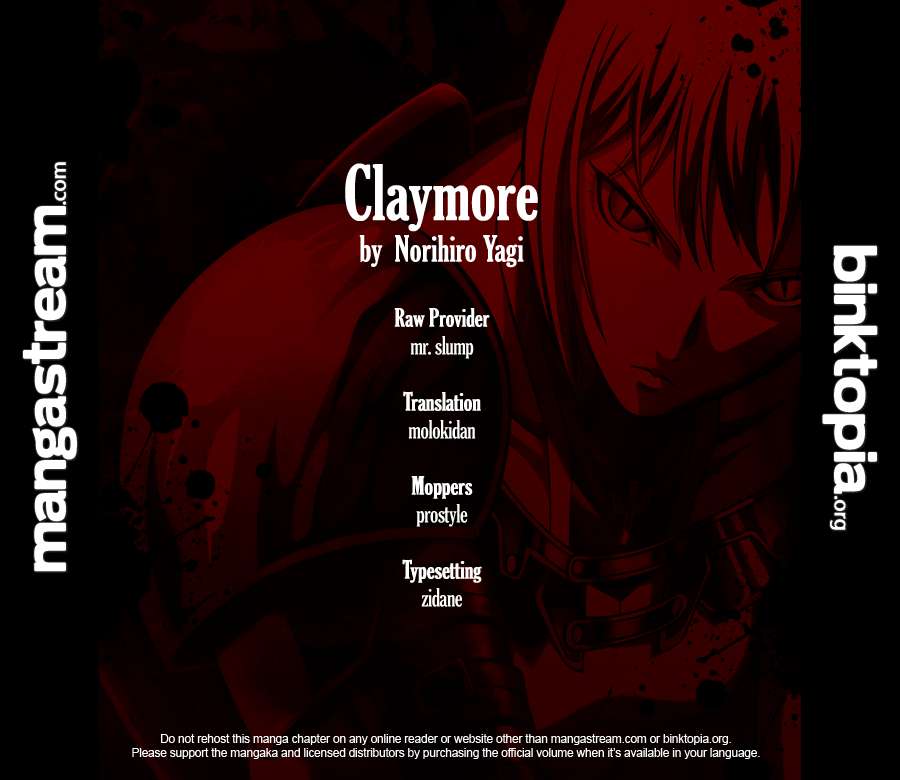 Claymore
by Norihiro Yagi
Raw Provider
mr. slump
Translation
molokidan
Moppers
prostyle
Typesetting
zidane
mangastream.com
binktopia.org
Do not rehost this manga chapter on any online reader or website other than mangastream.com or binktopia.org.
Please support the mangaka and licensed distributors by purchasing the official volume when it's available in your language.